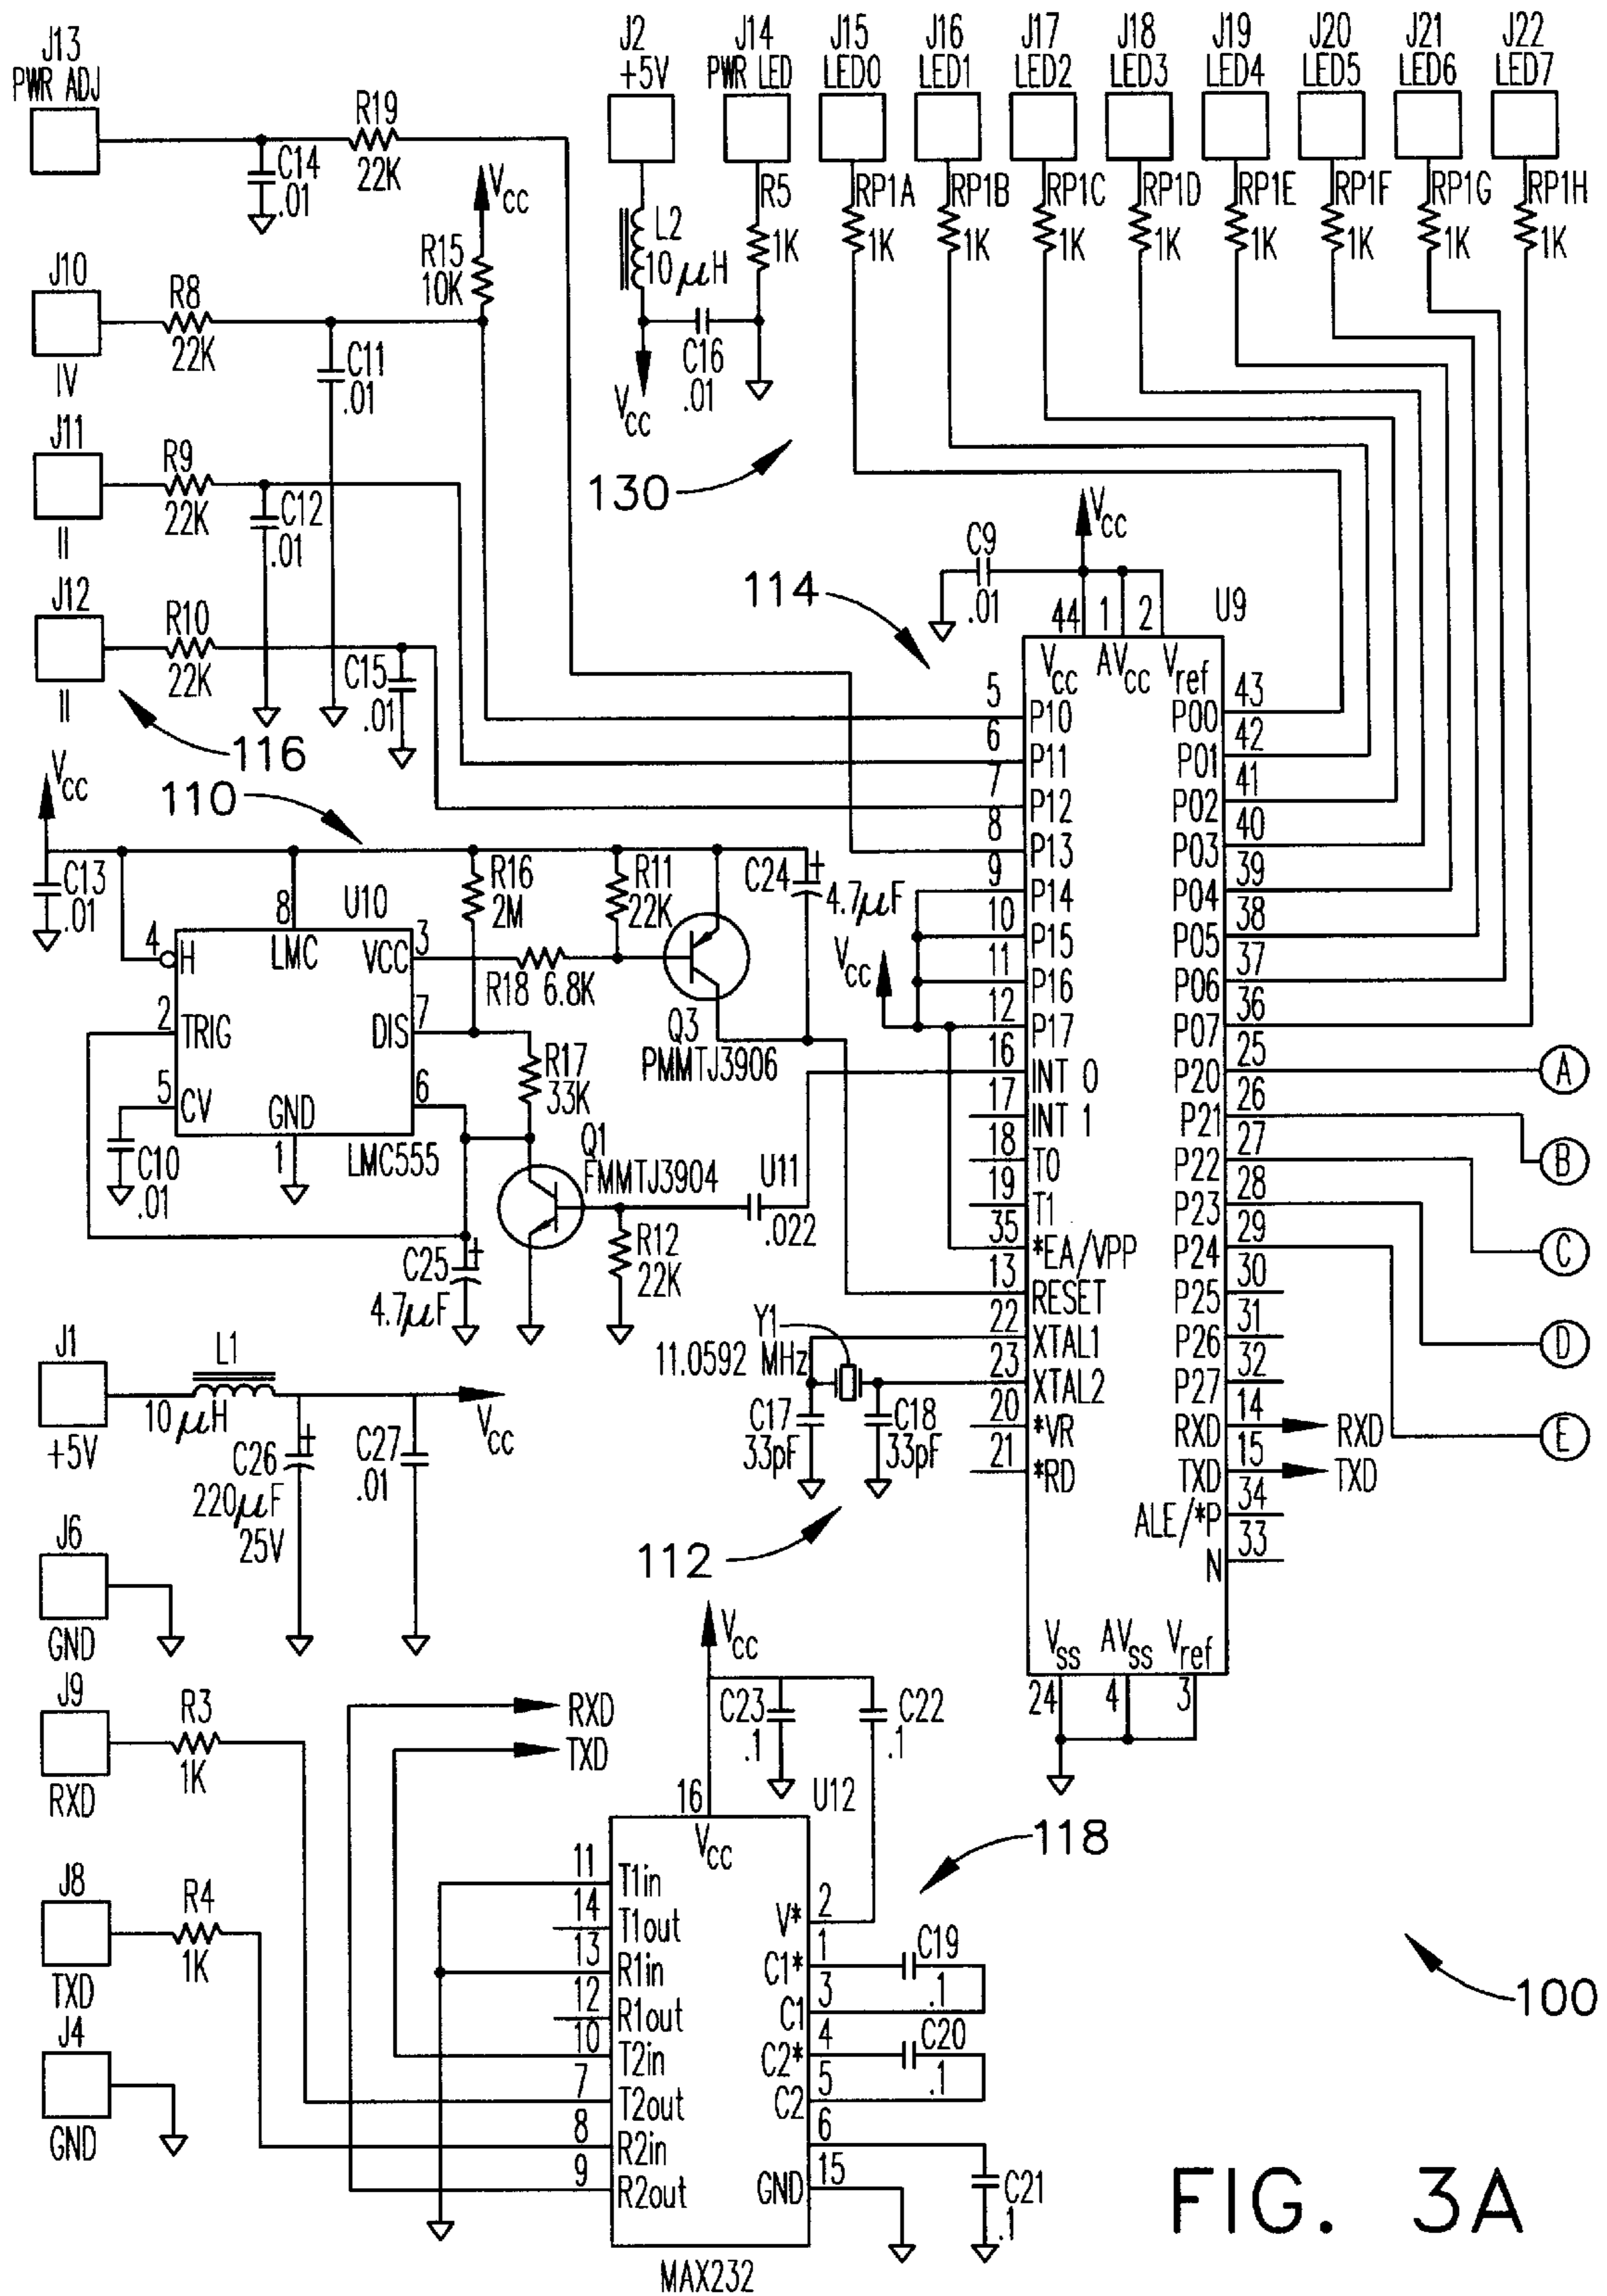 J13
PWR ADJ
R19
22K
C14
.01
VCC
R15
10K
J10
IV
R8
22K
C11
.01
J11
II
R9
22K
C12
.01
J12
II
R10
22K
C15
.01
116
J2
+5V
L2
10 μH
VCC
C16
.01
J14
PWR LED
R5
1K
130
J15
LED0
RP1A
1K
J16
LED1
RP1B
1K
J17
LED2
RP1C
1K
J18
LED3
RP1D
1K
J19
LED4
RP1E
1K
J20
LED5
RP1F
1K
J21
LED6
RP1G
1K
J22
LED7
RP1H
1K
VCC
C9
.01
114
U9
44 1 2
VCC AVCC Vref
5 P10
6 P11
7 P12
8 P13
9 P14
10 P15
11 P16
12 P17
16 INT 0
17 INT 1
18 T0
19 T1
35 *EA/VPP
13 RESET
22 XTAL1
23 XTAL2
20 *VR
21 *RD
P00 43
P01 42
P02 41
P03 40
P04 39
P05 38
P06 37
P07 36
P20 25
P21 26
P22 27
P23 28
P24 29
P25 30
P26 31
P27 32
RXD 14 RXD
TXD 15 TXD
ALE/*P 34
N 33
VSS AVSS Vref
24 4 3
A
B
C
D
E
VCC
110
VCC
C13
.01
U10
8
LMC
4 H
VCC 3
2 TRIG
DIS 7
5 CV
6
GND
1
LMC555
C10
.01
R16
2M
R11
22K
C24
+
4.7μF
R18 6.8K
Q3
PMMTJ3906
R17
33K
Q1
FMMTJ3904
U11
.022
R12
22K
C25
+
4.7μF
Y1
11.0592 MHz
C17
33pF
C18
33pF
112
J1
+5V
L1
10 μH
VCC
C26
+
220μF
25V
C27
.01
J6
GND
J9
RXD
R3
1K
J8
TXD
R4
1K
J4
GND
RXD
TXD
VCC
C23
.1
C22
.1
U12
118
16
VCC
11 T1in
14 T1out
13 R1in
12 R1out
10 T2in
7 T2out
8 R2in
9 R2out
V* 2
C1* 1
C1 3
C2* 4
C2 5
6
GND 15
C19
.1
C20
.1
C21
.1
MAX232
100
FIG. 3A